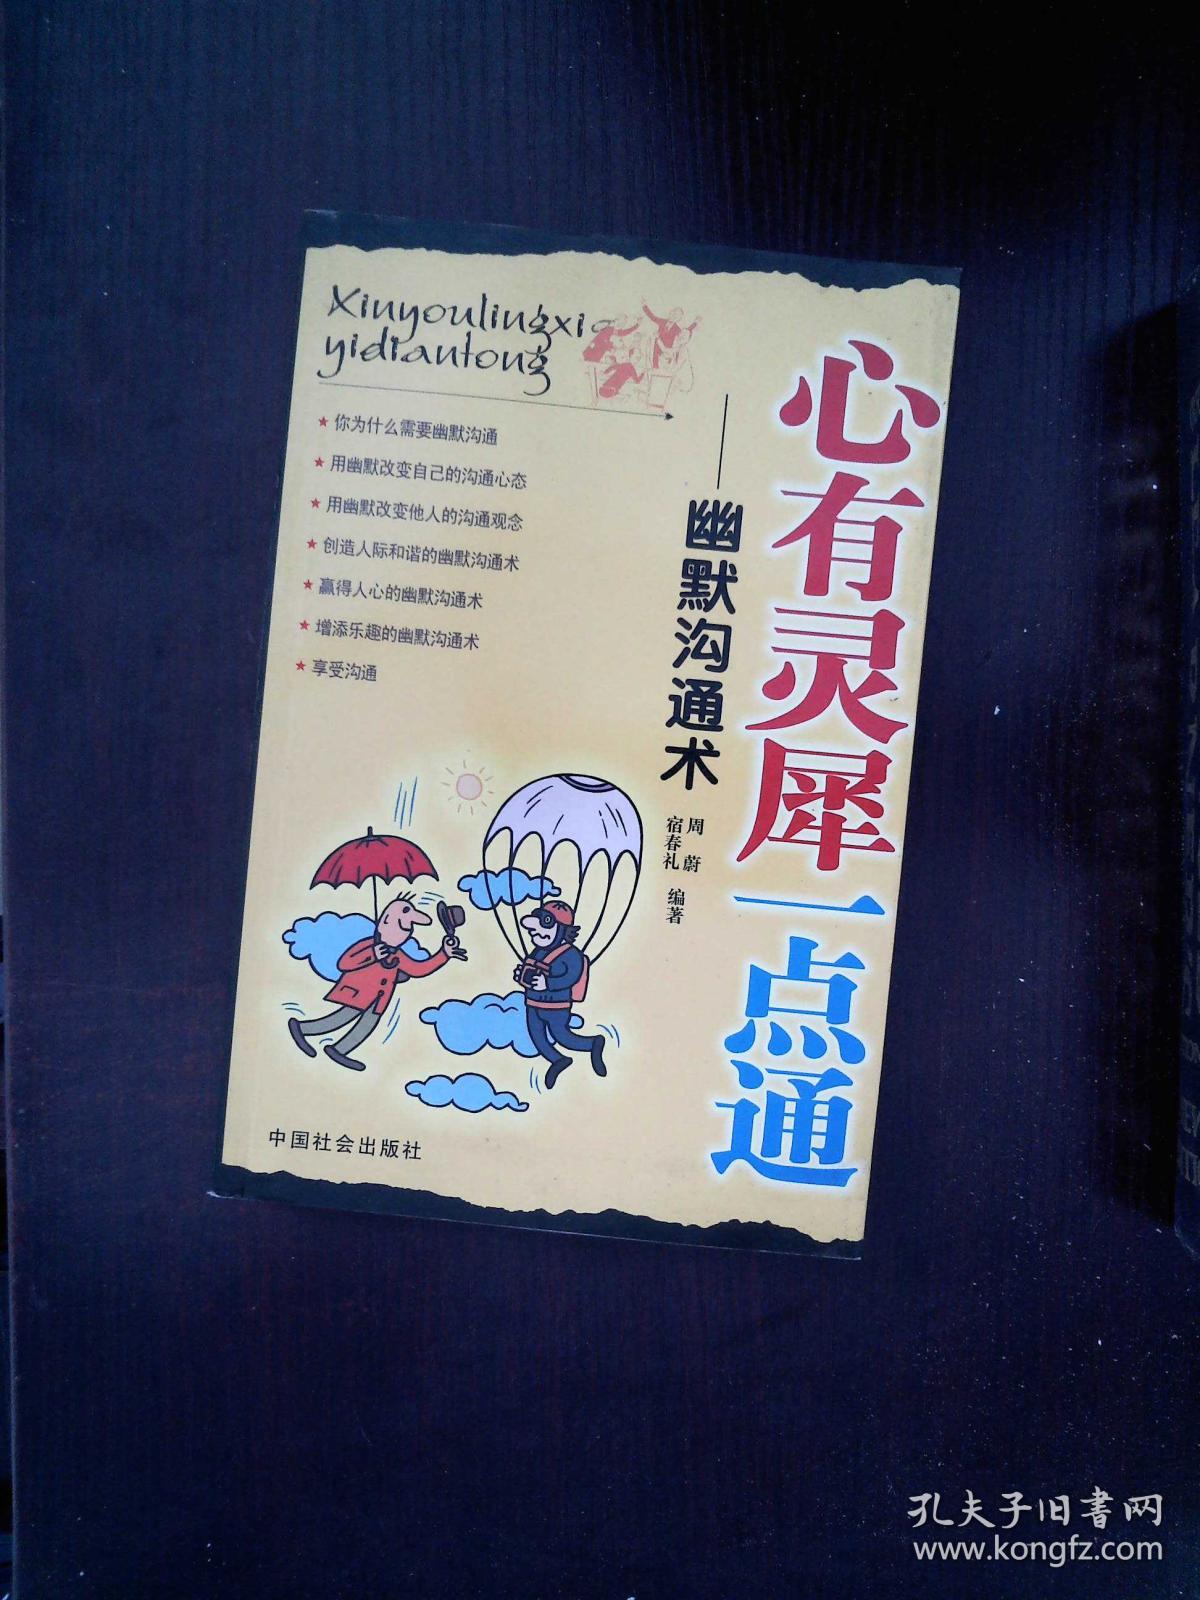 Xinyoulingxi
yidiantong
心有灵犀一点通
——幽默沟通术
★ 你为什么需要幽默沟通
★ 用幽默改变自己的沟通心态
★ 用幽默改变他人的沟通观念
★ 创造人际和谐的幽默沟通术
★ 赢得人心的幽默沟通术
★ 增添乐趣的幽默沟通术
★ 享受沟通
周蔚
宿春礼 编著
中国社会出版社
孔夫子旧書网
www.kongfz.com